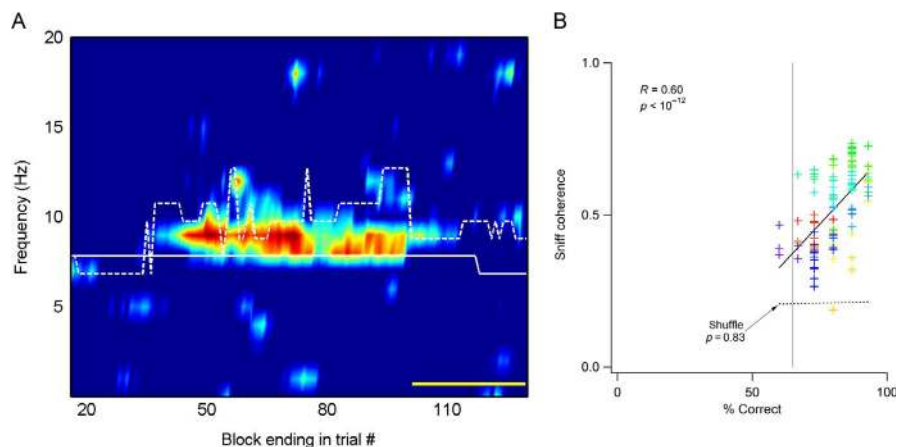 A
20
15
10
5
Frequency (Hz)
20 50 80 110
Block ending in trial #
B
1.0
0.5
0.0
Sniff coherence
R = 0.60
p < 10⁻¹²
Shuffle
p = 0.83
0 50 100
% Correct